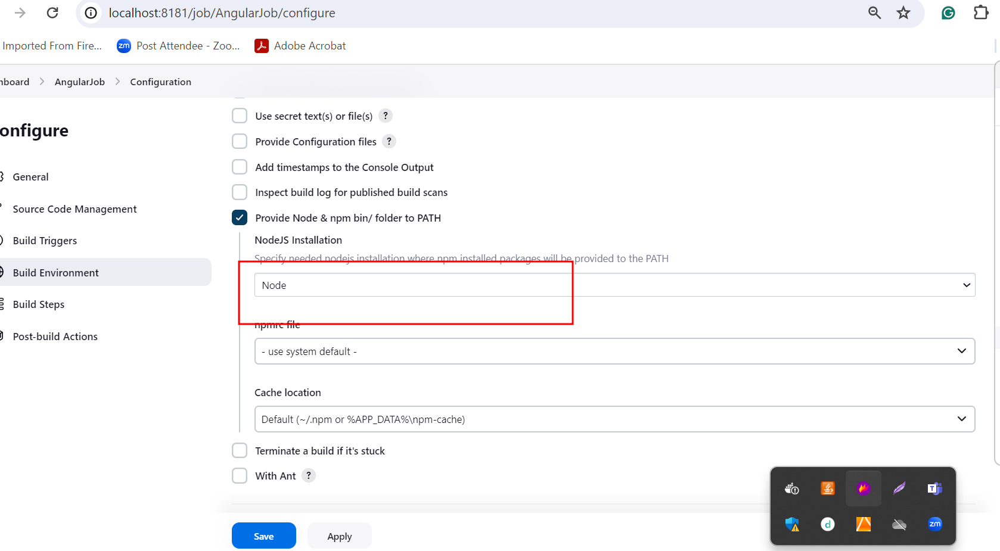 localhost:8181/job/AngularJob/configure
Imported From Fire... zm Post Attendee - Zoo... Adobe Acrobat
nboard > AngularJob > Configuration
onfigure
General
Source Code Management
Build Triggers
Build Environment
Build Steps
Post-build Actions
Use secret text(s) or file(s) ?
Provide Configuration files ?
Add timestamps to the Console Output
Inspect build log for published build scans
Provide Node & npm bin/ folder to PATH
NodeJS Installation
Specify needed nodejs installation where npm installed packages will be provided to the PATH
Node
npmrc file
- use system default -
Cache location
Default (~/.npm or %APP_DATA%\npm-cache)
Terminate a build if it's stuck
With Ant ?
Save Apply
T
d zm